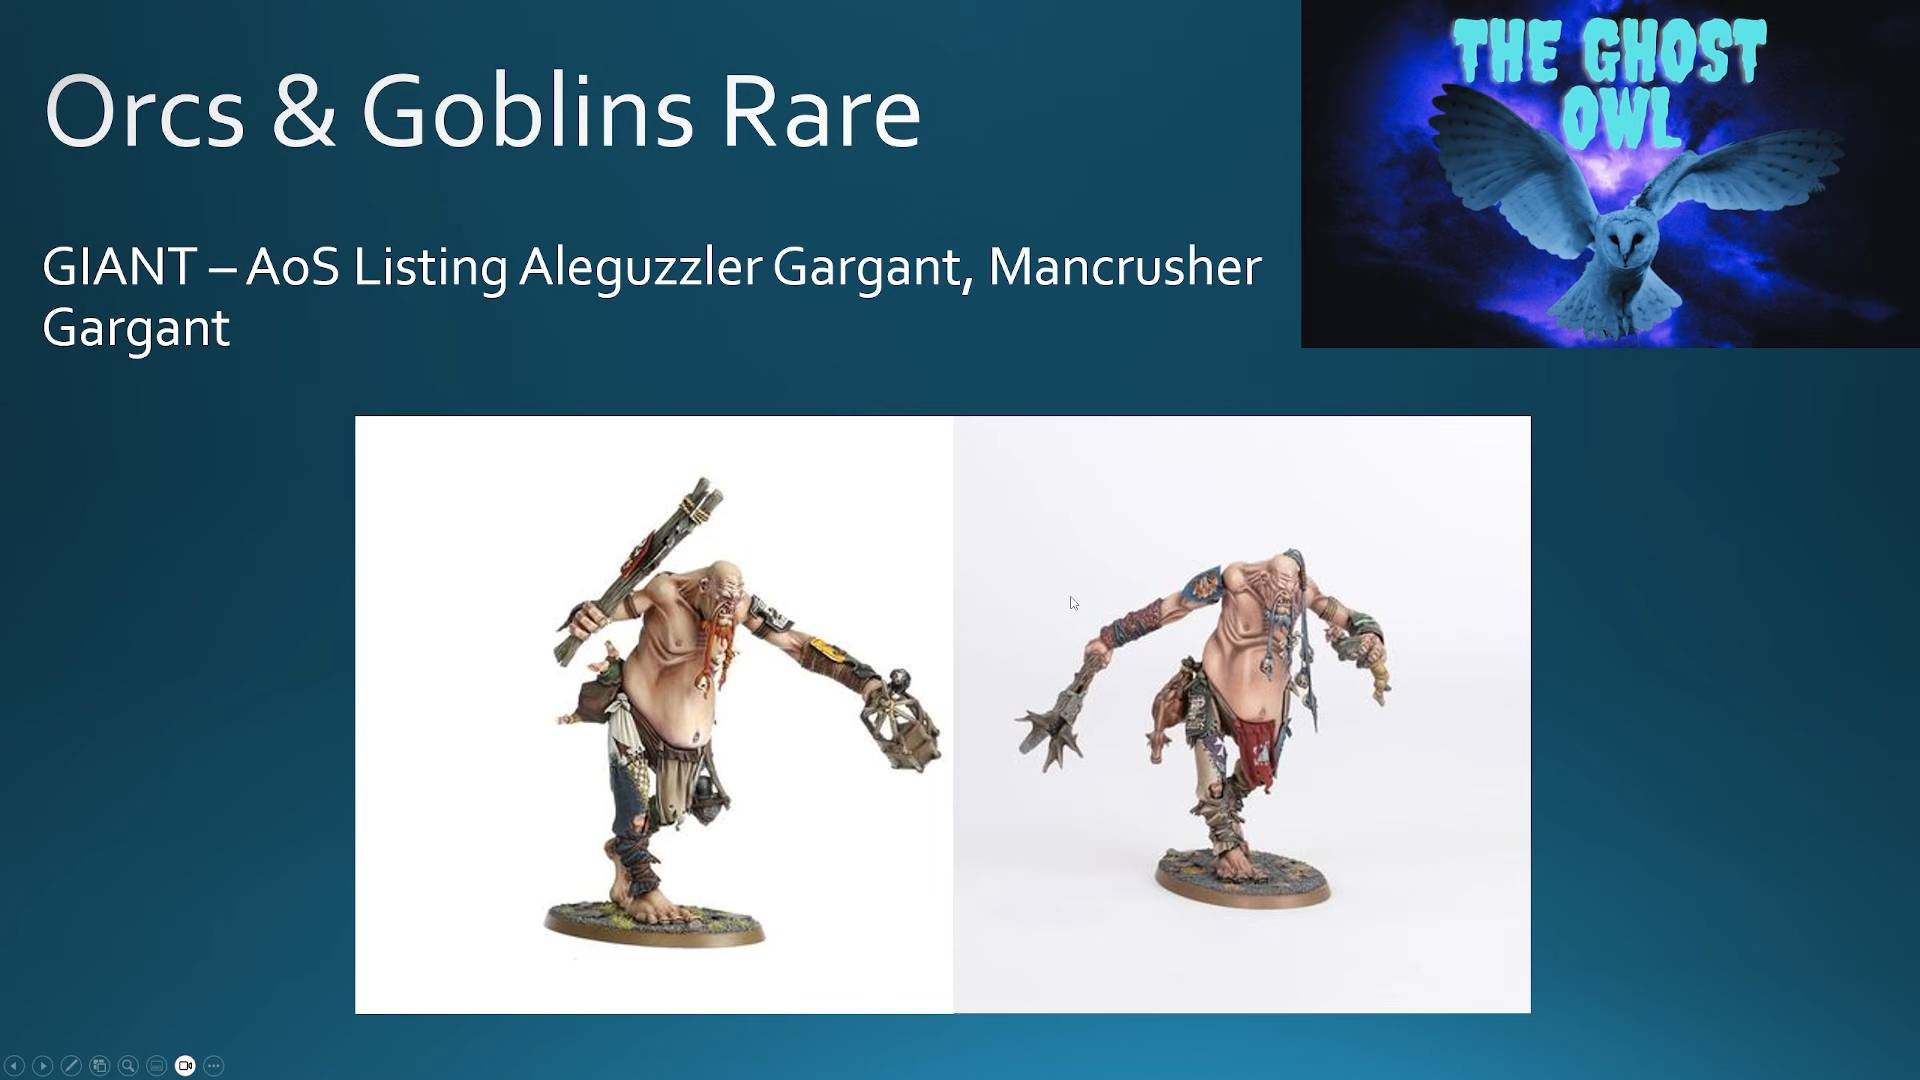 Orcs & Goblins Rare
THE GHOST
OWL
GIANT – AoS Listing Aleguzzler Gargant, Mancrusher
Gargant